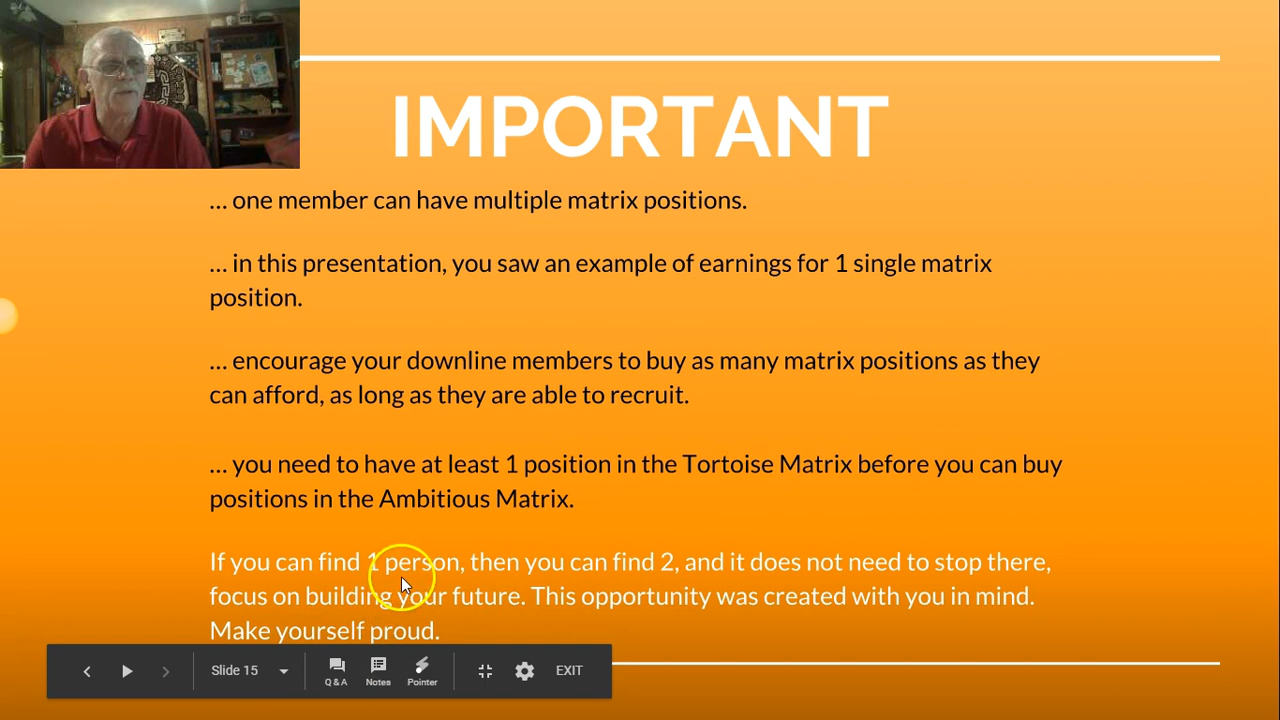 IMPORTANT
... one member can have multiple matrix positions.
... in this presentation, you saw an example of earnings for 1 single matrix
position.
... encourage your downline members to buy as many matrix positions as they
can afford, as long as they are able to recruit.
... you need to have at least 1 position in the Tortoise Matrix before you can buy
positions in the Ambitious Matrix.
If you can find 1 person, then you can find 2, and it does not need to stop there,
focus on building your future. This opportunity was created with you in mind.
Make yourself proud.
Slide 15
Q & A
Notes
Pointer
EXIT